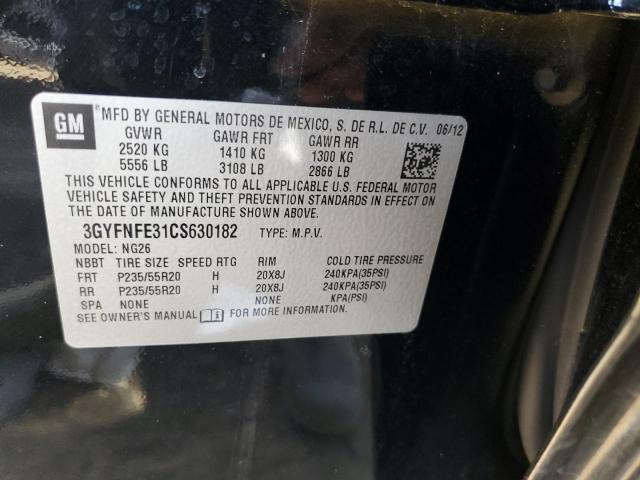 GM ®MFD BY GENERAL MOTORS DE MEXICO, S. DE R.L. DE C.V. 06/12
GVWR GAWR FRT GAWR RR
2520 KG 1410 KG 1300 KG
5556 LB 3108 LB 2866 LB
THIS VEHICLE CONFORMS TO ALL APPLICABLE U.S. FEDERAL MOTOR
VEHICLE SAFETY AND THEFT PREVENTION STANDARDS IN EFFECT ON THE
DATE OF MANUFACTURE SHOWN ABOVE.
3GYFNFE31CS630182 TYPE: M.P.V.
MODEL: NG26
NBBT TIRE SIZE SPEED RTG RIM COLD TIRE PRESSURE
FRT P235/55R20 H 20X8J 240KPA(35PSI)
RR P235/55R20 H 20X8J 240KPA(35PSI)
SPA NONE NONE KPA(PSI)
SEE OWNER'S MANUAL FOR MORE INFORMATION.